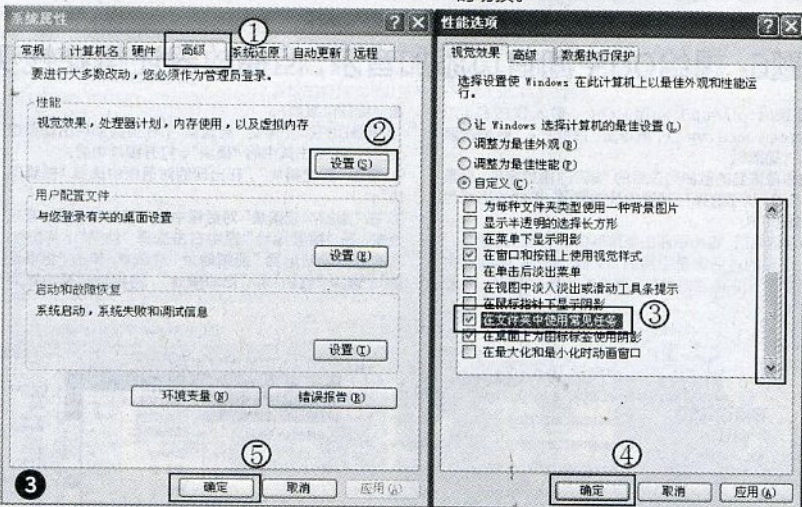 系统属性
①
常规 计算机名 硬件 高级 系统还原 自动更新 远程
要进行大多数改动，您必须作为管理员登录。
性能
视觉效果，处理器计划，内存使用，以及虚拟内存
②
设置(S)
用户配置文件
与您登录有关的桌面设置
设置(E)
启动和故障恢复
系统启动，系统失败和调试信息
设置(T)
环境变量(N) 错误报告(R)
⑤
3
确定 取消 应用(A)
性能选项
视觉效果 高级 数据执行保护
选择设置使 Windows 在此计算机上以最佳外观和性能运
行。
让 Windows 选择计算机的最佳设置(L)
调整为最佳外观(B)
调整为最佳性能(P)
自定义(C):
为每种文件夹类型使用一种背景图片
显示半透明的选择长方形
在菜单下显示阴影
在窗口和按钮上使用视觉样式
在单击后淡出菜单
在视图中淡入淡出或滑动工具条提示
在鼠标指针下显示阴影
在文件夹中使用常见任务
③
在桌面上为图标标签使用阴影
在最大化和最小化时动画窗口
④
确定 取消 应用(A)